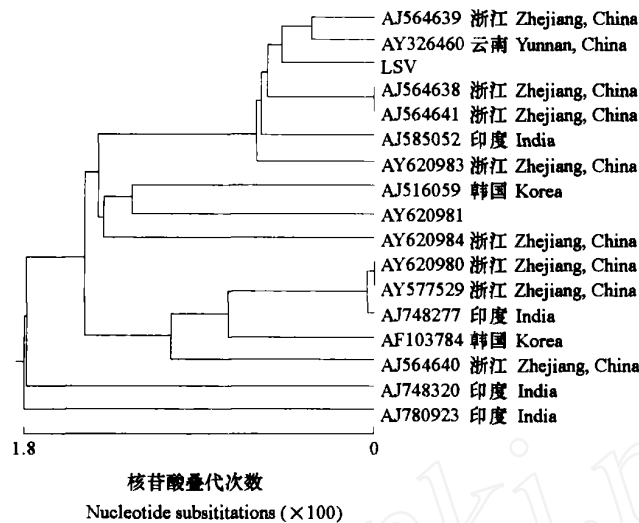 AJ564639 浙江 Zhejiang, China
AY326460 云南 Yunnan, China
LSV
AJ564638 浙江 Zhejiang, China
AJ564641 浙江 Zhejiang, China
AJ585052 印度 India
AY620983 浙江 Zhejiang, China
AJ516059 韩国 Korea
AY620981
AY620984 浙江 Zhejiang, China
AY620980 浙江 Zhejiang, China
AY577529 浙江 Zhejiang, China
AJ748277 印度 India
AF103784 韩国 Korea
AJ564640 浙江 Zhejiang, China
AJ748320 印度 India
AJ780923 印度 India
1.8 0
核苷酸叠代次数
Nucleotide subsititations (×100)